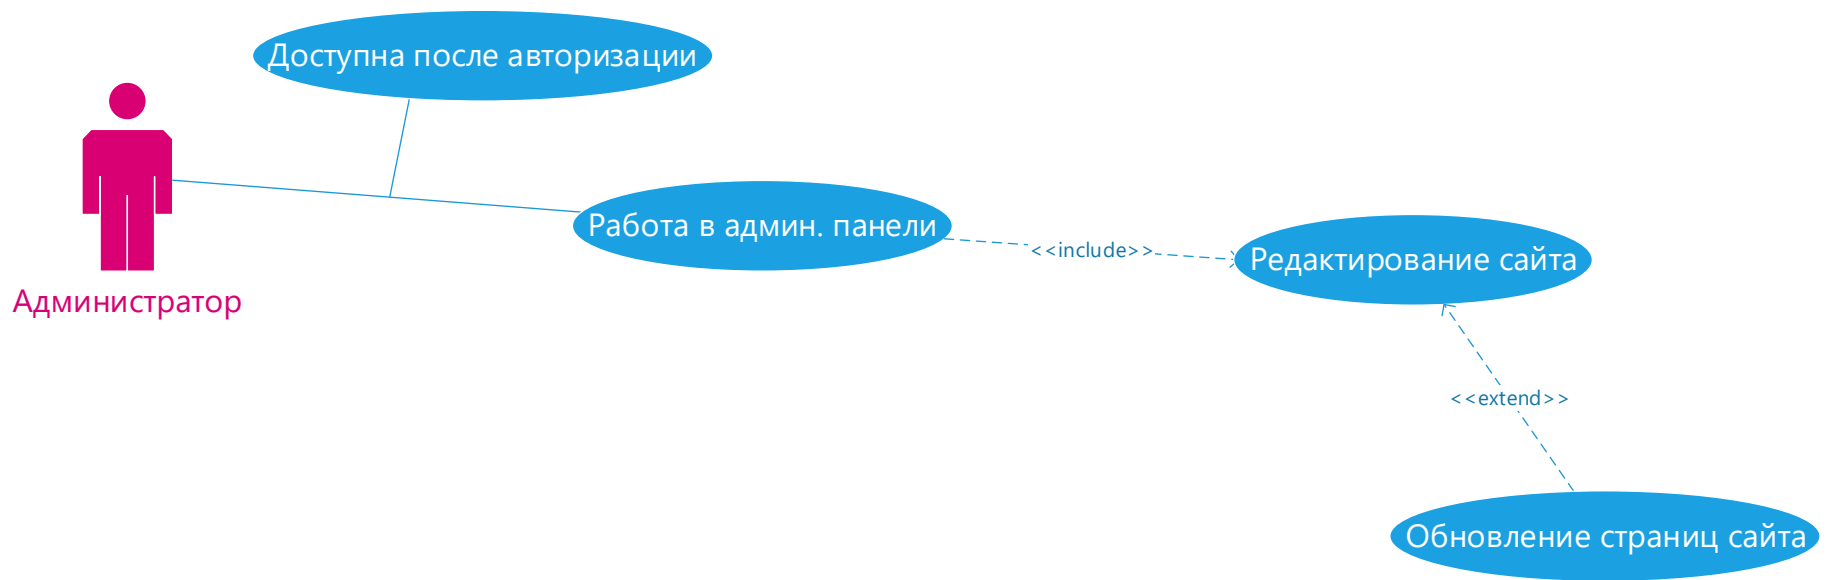 Доступна после авторизации
Работа в админ. панели
<<include>>
Редактирование сайта
Администратор
<<extend>>
Обновление страниц сайта